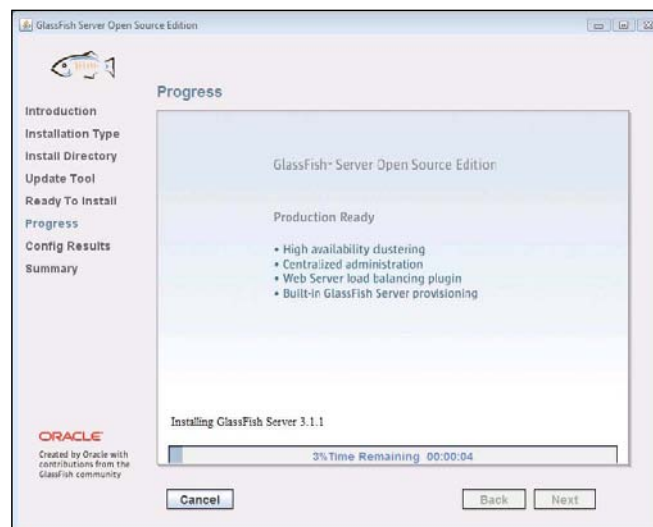 GlassFish Server Open Source Edition
Progress
Introduction
Installation Type
Install Directory
Update Tool
Ready To Install
Progress
Config Results
Summary
GlassFish™ Server Open Source Edition
Production Ready
• High availability clustering
• Centralized administration
• Web Server load balancing plugin
• Built-in GlassFish Server provisioning
Installing GlassFish Server 3.1.1
3%Time Remaining 00:00:04
ORACLE
Created by Oracle with
contributions from the
GlassFish community
Cancel
Back
Next